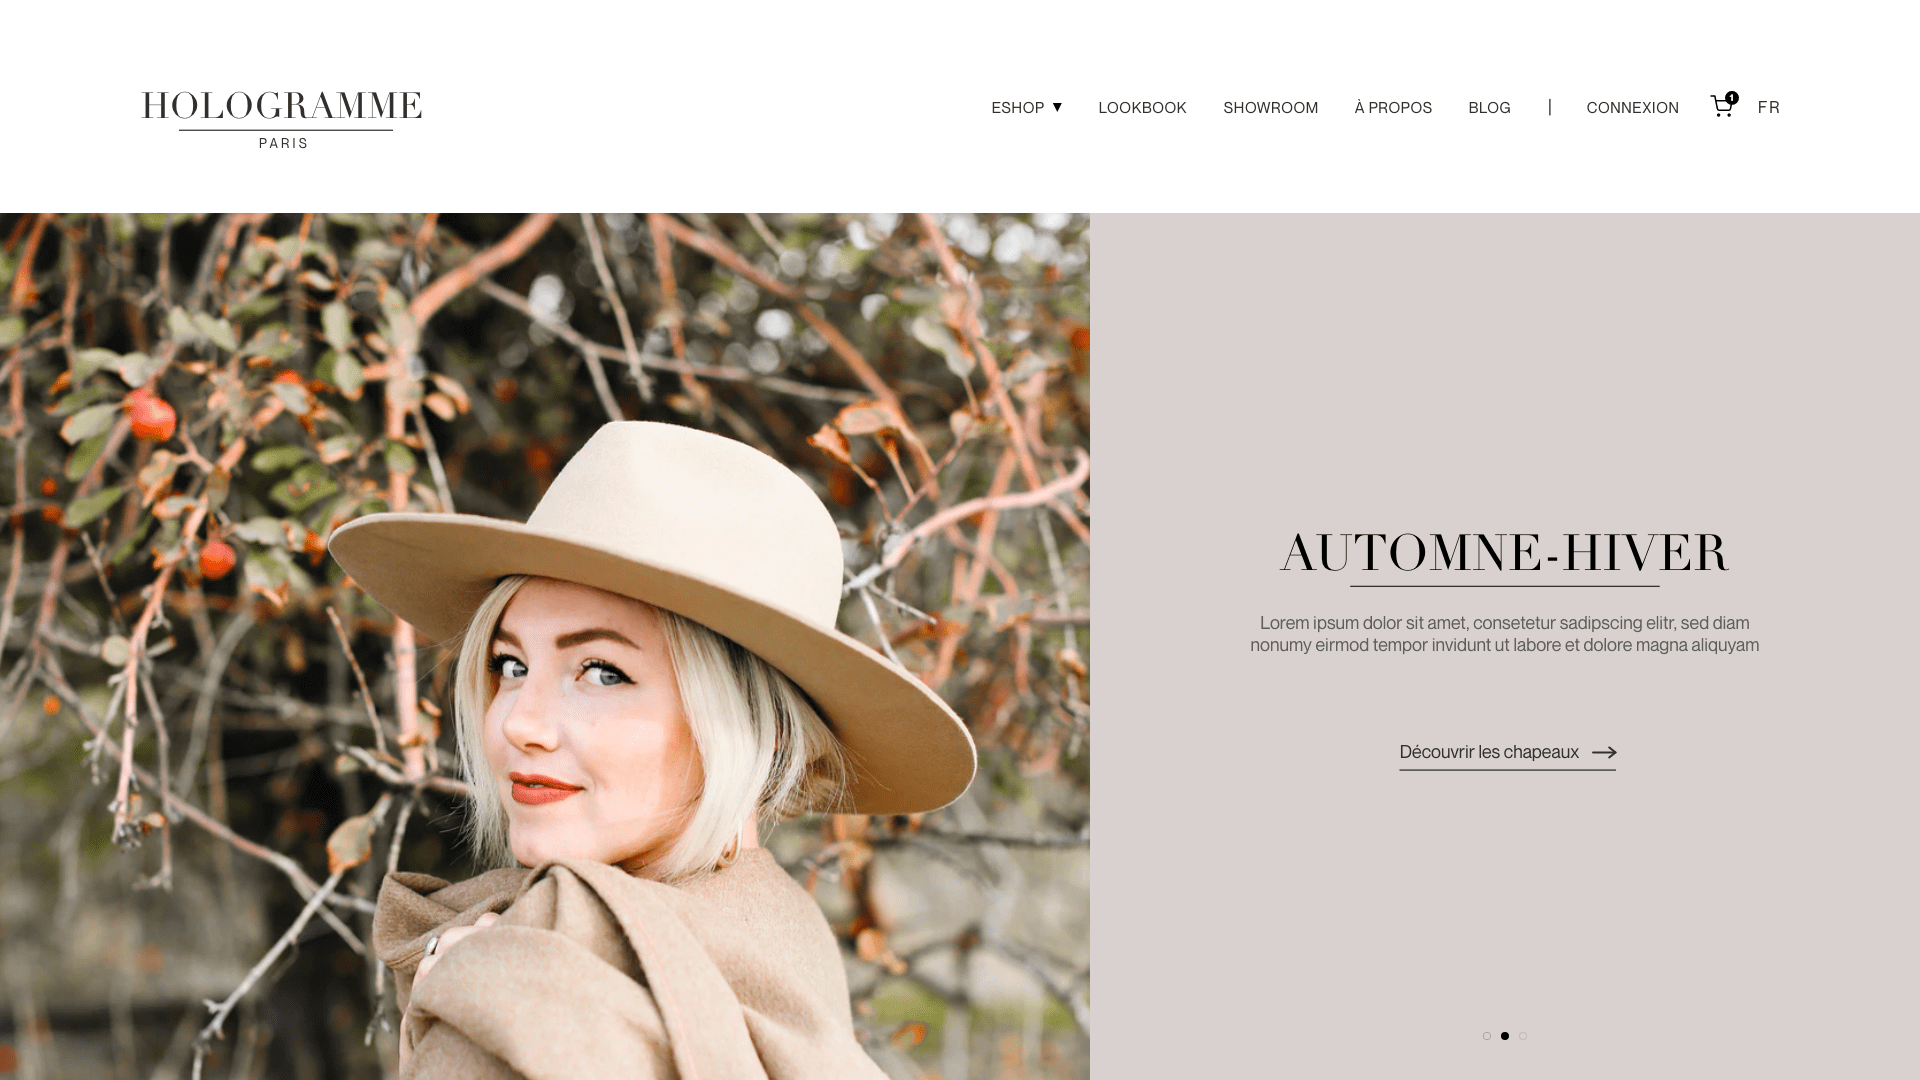 HOLOGRAMME
PARIS
ESHOP ▼ LOOKBOOK SHOWROOM À PROPOS BLOG | CONNEXION 1 FR
AUTOMNE-HIVER
Lorem ipsum dolor sit amet, consetetur sadipscing elitr, sed diam
nonumy eirmod tempor invidunt ut labore et dolore magna aliquyam
Découvrir les chapeaux →